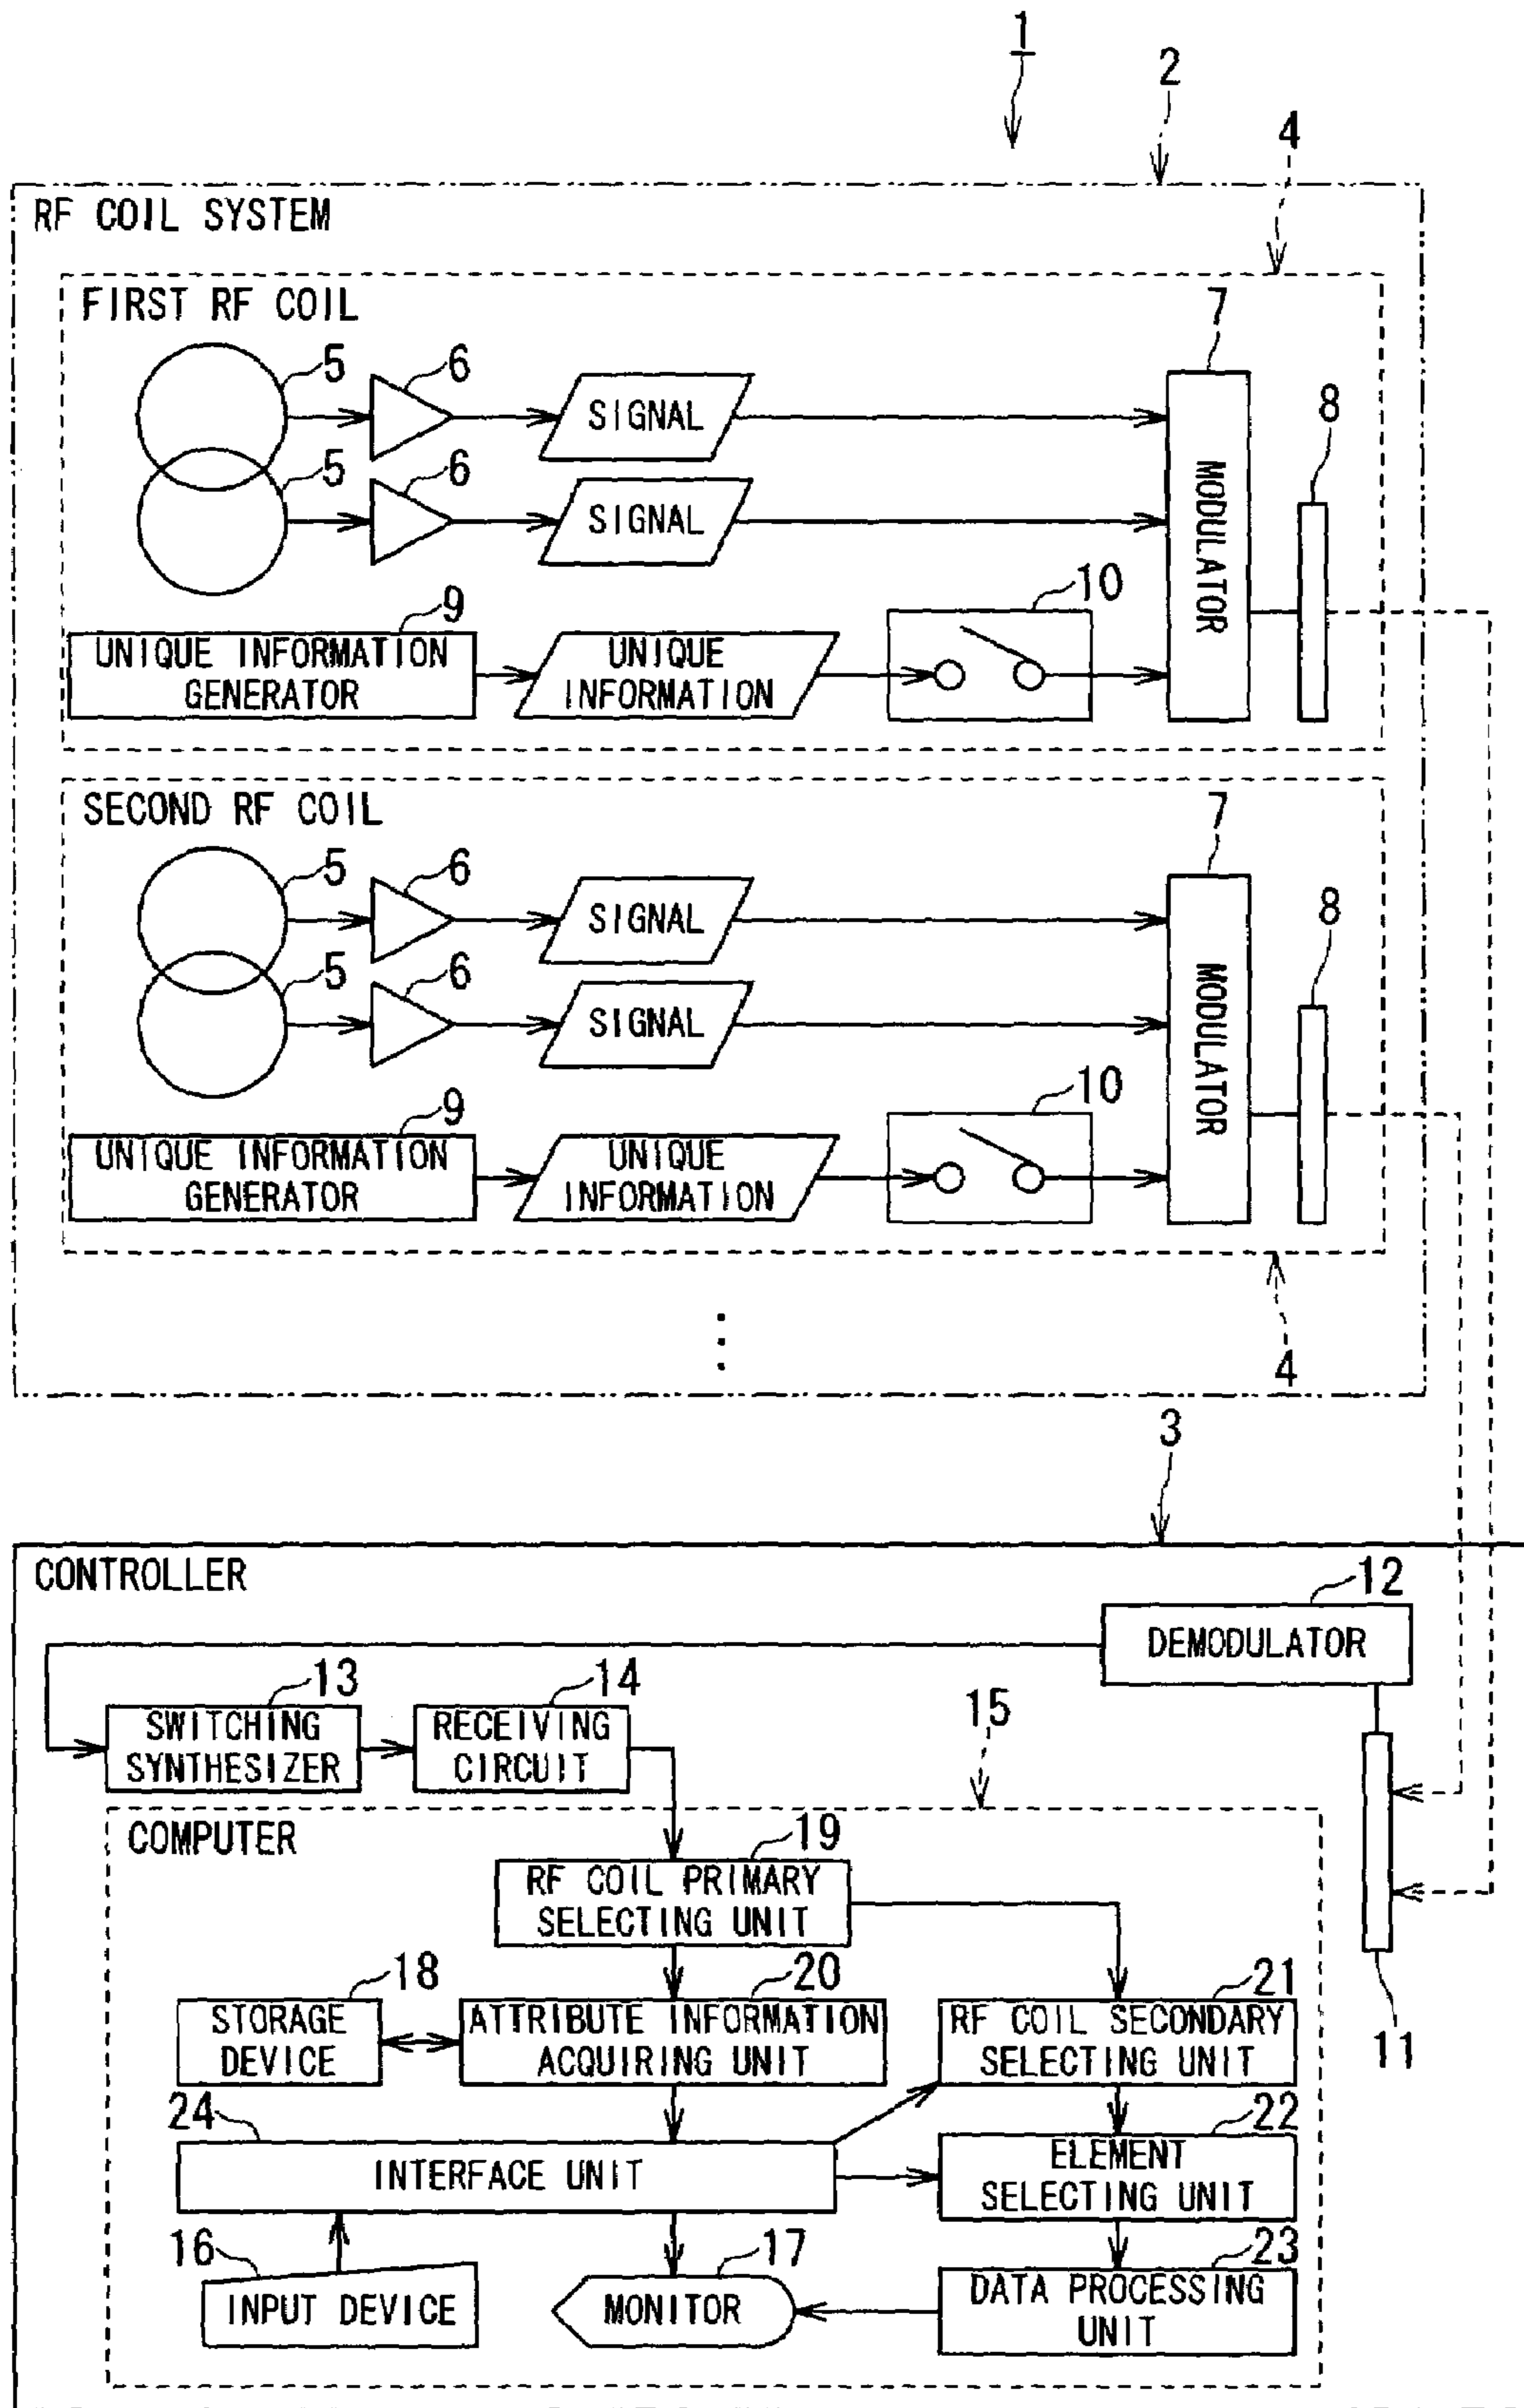 1
2
4
RF COIL SYSTEM
FIRST RF COIL
7
5
6
SIGNAL
8
5
6
SIGNAL
MODULATOR
10
9
UNIQUE INFORMATION
GENERATOR
UNIQUE
INFORMATION
SECOND RF COIL
7
5
6
SIGNAL
8
5
6
SIGNAL
MODULATOR
10
9
UNIQUE INFORMATION
GENERATOR
UNIQUE
INFORMATION
4
3
CONTROLLER
12
DEMODULATOR
13
SWITCHING
SYNTHESIZER
14
RECEIVING
CIRCUIT
15
COMPUTER
19
RF COIL PRIMARY
SELECTING UNIT
18
STORAGE
DEVICE
20
ATTRIBUTE INFORMATION
ACQUIRING UNIT
21
RF COIL SECONDARY
SELECTING UNIT
11
24
INTERFACE UNIT
22
ELEMENT
SELECTING UNIT
16
INPUT DEVICE
17
MONITOR
23
DATA PROCESSING
UNIT